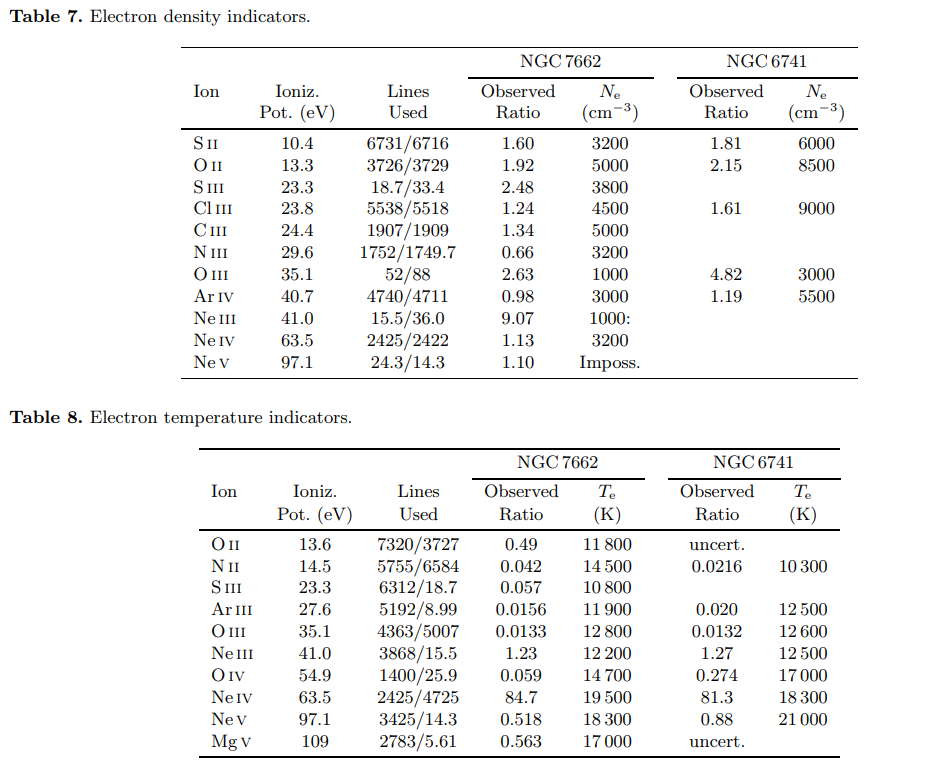 Table 7. Electron density indicators.
NGC 7662 NGC 6741
Ion Ioniz. Lines Observed Ne Observed Ne
Pot. (eV) Used Ratio (cm−3) Ratio (cm−3)
S II 10.4 6731/6716 1.60 3200 1.81 6000
O II 13.3 3726/3729 1.92 5000 2.15 8500
S III 23.3 18.7/33.4 2.48 3800
Cl III 23.8 5538/5518 1.24 4500 1.61 9000
C III 24.4 1907/1909 1.34 5000
N III 29.6 1752/1749.7 0.66 3200
O III 35.1 52/88 2.63 1000 4.82 3000
Ar IV 40.7 4740/4711 0.98 3000 1.19 5500
Ne III 41.0 15.5/36.0 9.07 1000:
Ne IV 63.5 2425/2422 1.13 3200
Ne V 97.1 24.3/14.3 1.10 Imposs.
Table 8. Electron temperature indicators.
NGC 7662 NGC 6741
Ion Ioniz. Lines Observed Te Observed Te
Pot. (eV) Used Ratio (K) Ratio (K)
O II 13.6 7320/3727 0.49 11 800 uncert.
N II 14.5 5755/6584 0.042 14 500 0.0216 10 300
S III 23.3 6312/18.7 0.057 10 800
Ar III 27.6 5192/8.99 0.0156 11 900 0.020 12 500
O III 35.1 4363/5007 0.0133 12 800 0.0132 12 600
Ne III 41.0 3868/15.5 1.23 12 200 1.27 12 500
O IV 54.9 1400/25.9 0.059 14 700 0.274 17 000
Ne IV 63.5 2425/4725 84.7 19 500 81.3 18 300
Ne V 97.1 3425/14.3 0.518 18 300 0.88 21 000
Mg V 109 2783/5.61 0.563 17 000 uncert.